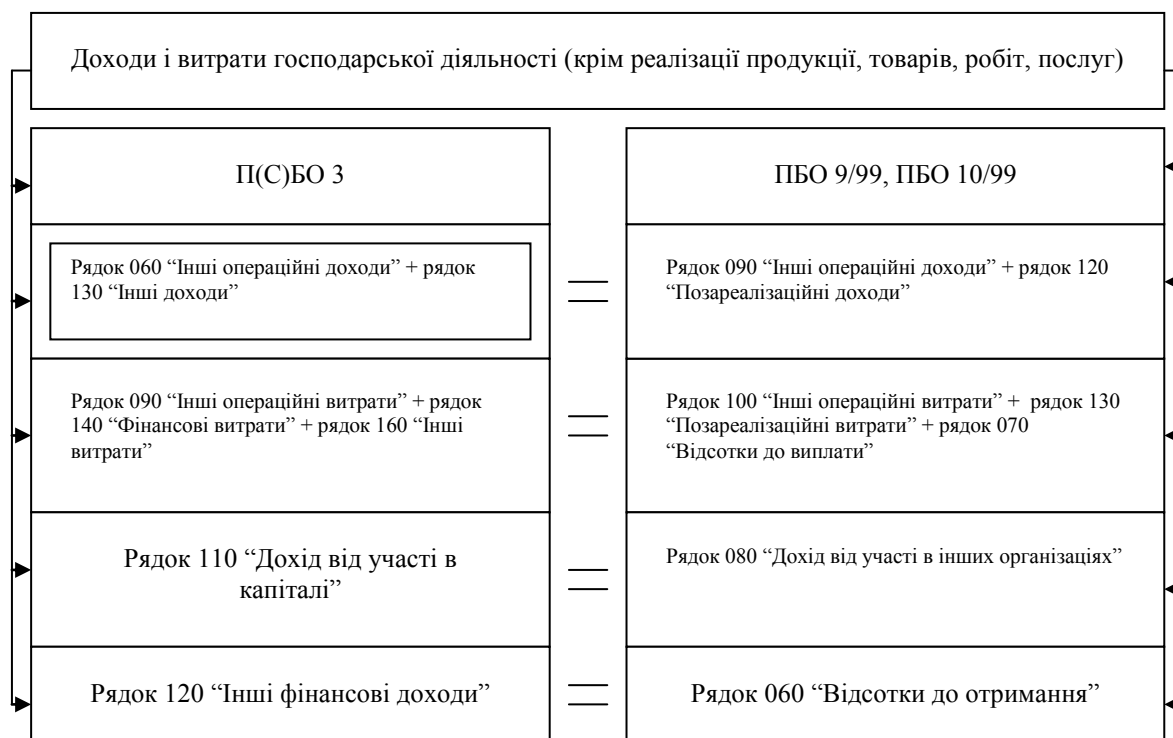 Доходи і витрати господарської діяльності (крім реалізації продукції, товарів, робіт, послуг)
П(С)БО 3
ПБО 9/99, ПБО 10/99
Рядок 060 “Інші операційні доходи” + рядок
130 “Інші доходи”
Рядок 090 “Інші операційні доходи” + рядок 120
“Позареалізаційні доходи”
Рядок 090 “Інші операційні витрати” + рядок
140 “Фінансові витрати” + рядок 160 “Інші
витрати”
Рядок 100 “Інші операційні витрати” +  рядок 130
“Позареалізаційні витрати” + рядок 070
“Відсотки до виплати”
Рядок 110 “Дохід від участі в
капіталі”
Рядок 080 “Дохід від участі в інших організаціях”
Рядок 120 “Інші фінансові доходи”
Рядок 060 “Відсотки до отримання”